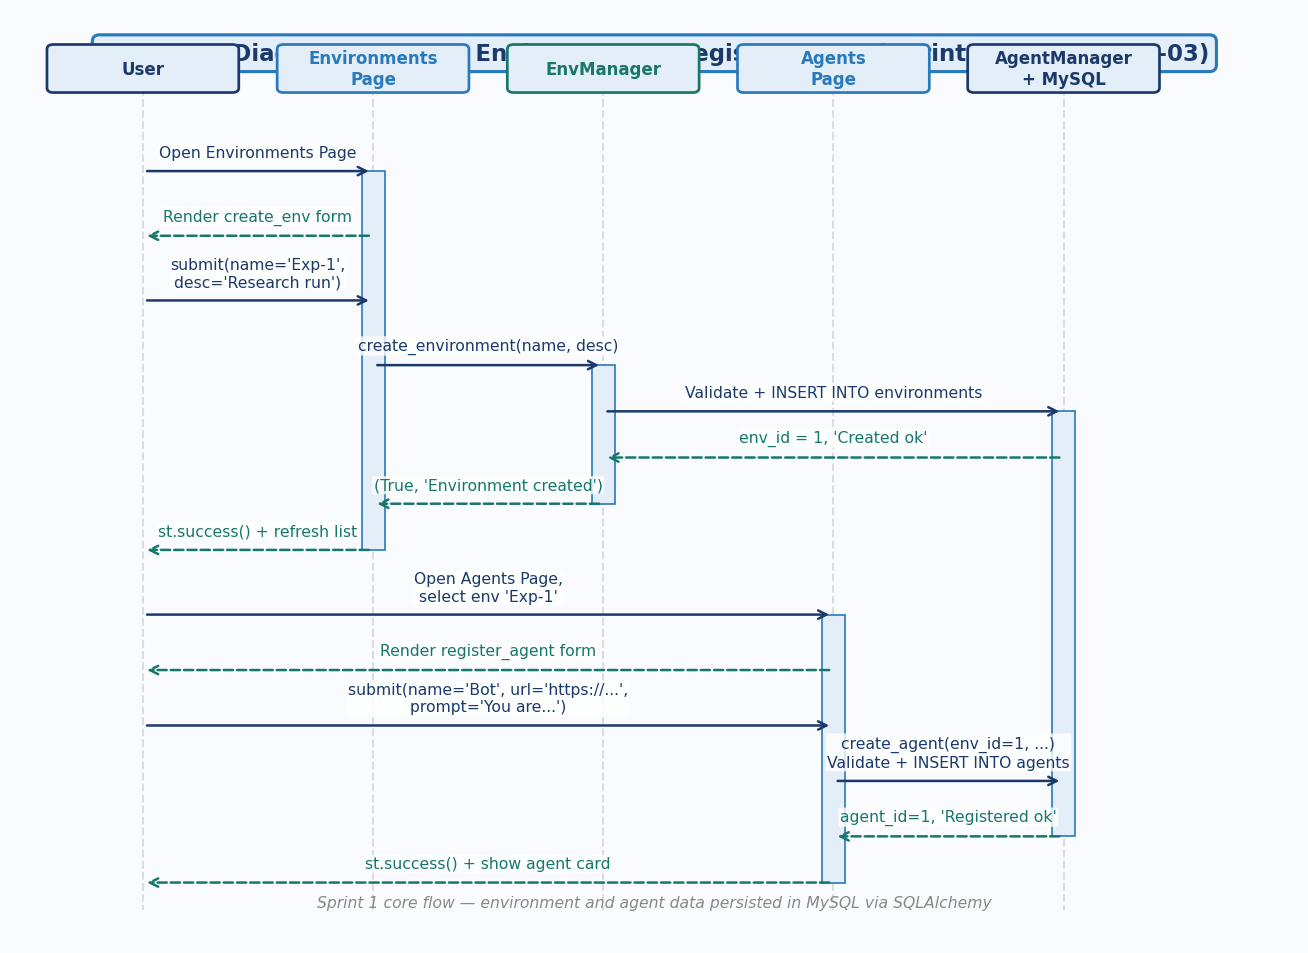 User
Environments
Page
EnvManager
Agents
Page
AgentManager
+ MySQL
-03)
Open Environments Page
Render create_env form
submit(name='Exp-1',
desc='Research run')
create_environment(name, desc)
Validate + INSERT INTO environments
env_id = 1, 'Created ok'
(True, 'Environment created')
st.success() + refresh list
Open Agents Page,
select env 'Exp-1'
Render register_agent form
submit(name='Bot', url='https://...',
prompt='You are...')
create_agent(env_id=1, ...)
Validate + INSERT INTO agents
agent_id=1, 'Registered ok'
st.success() + show agent card
Sprint 1 core flow — environment and agent data persisted in MySQL via SQLAlchemy